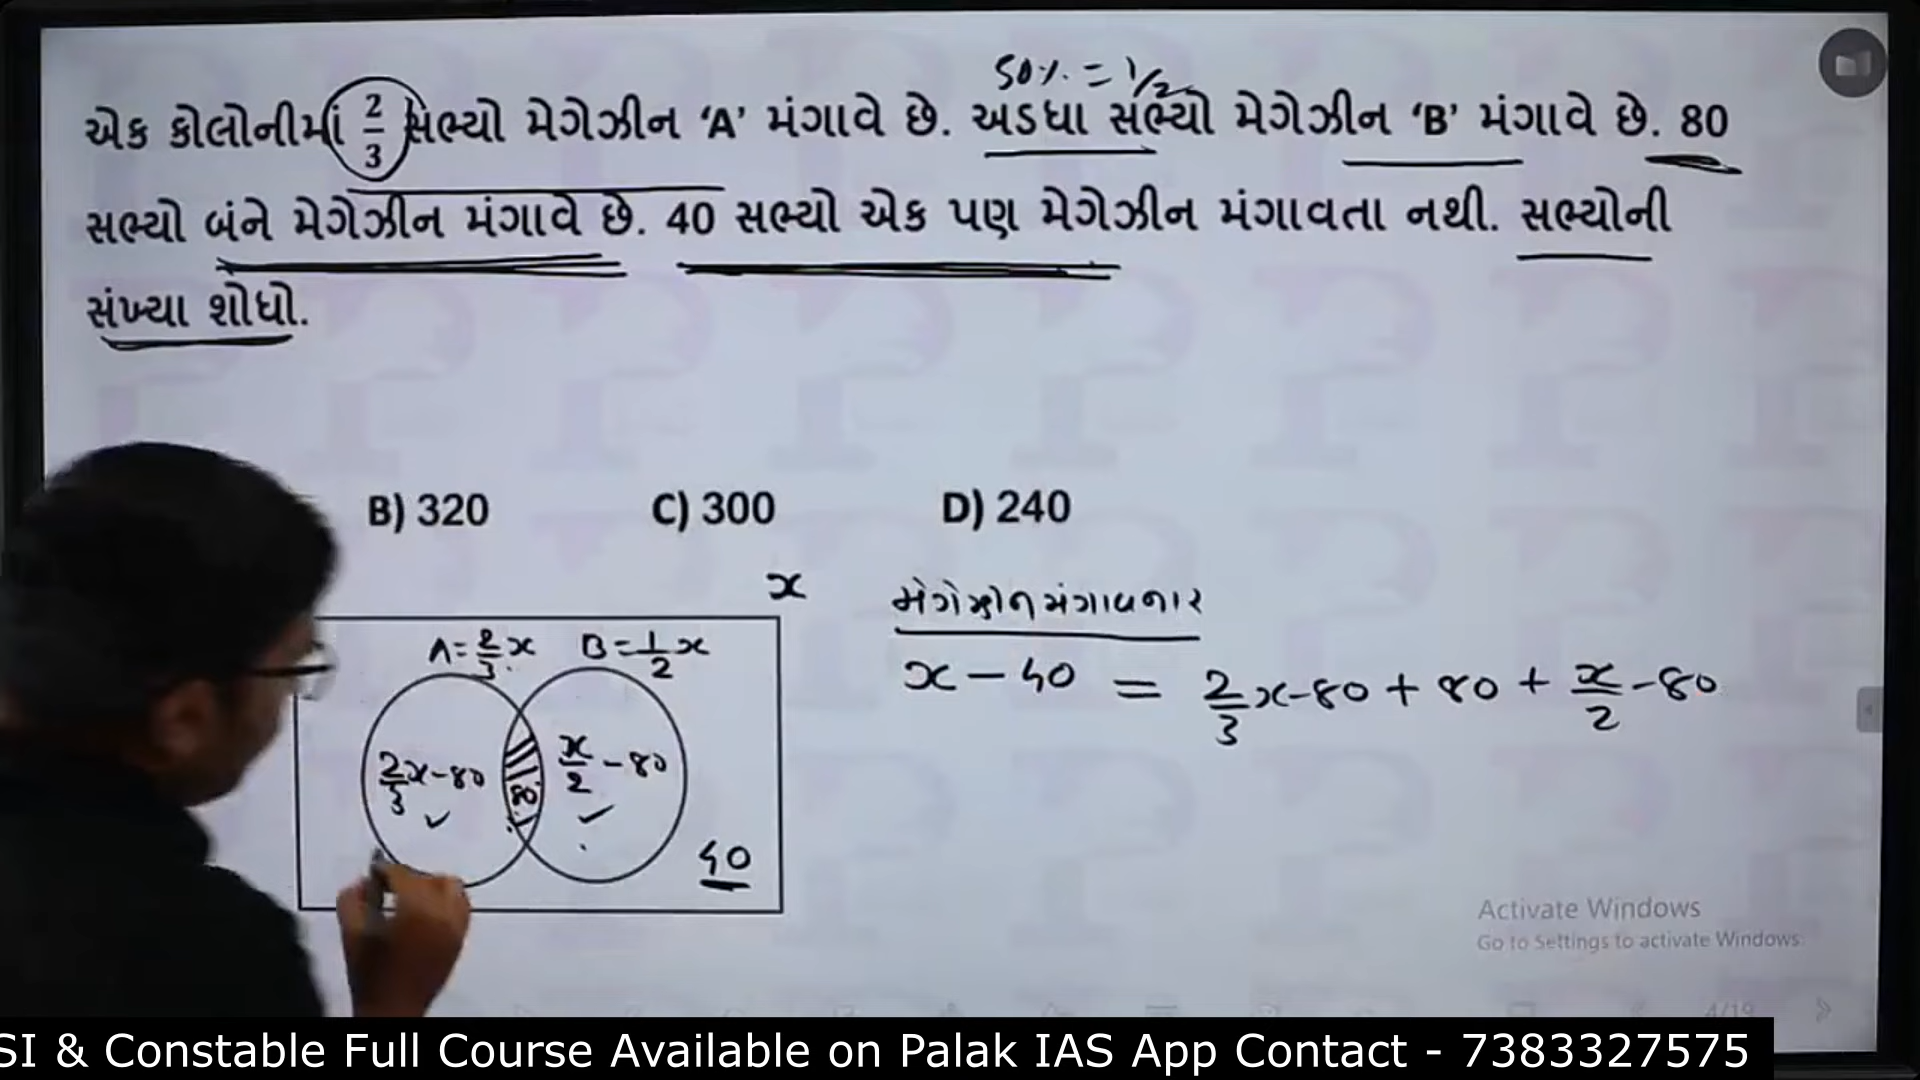 50% = 1/2
એક કોલોનીમાં 2/3 સભ્યો મેગેઝીન ‘A’ મંગાવે છે. અડધા સભ્યો મેગેઝીન ‘B’ મંગાવે છે. 80
સભ્યો બંને મેગેઝીન મંગાવે છે. 40 સભ્યો એક પણ મેગેઝીન મંગાવતા નથી. સભ્યોની
સંખ્યા શોધો.
B) 320 C) 300 D) 240
x
મેગેઝીન મંગાવનાર
A = 2/3 x B = 1/2 x
x - 40 = 2/3 x - 80 + 80 + x/2 - 80
2/3 x - 80 80 x/2 - 80
40
Activate Windows
Go to Settings to activate Windows.
4/19
SI & Constable Full Course Available on Palak IAS App Contact - 7383327575